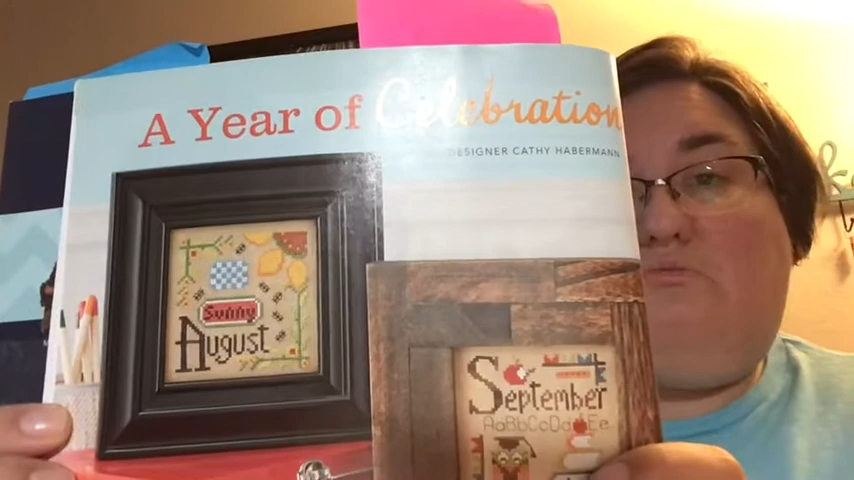 A Year of Celebration
DESIGNER CATHY HABERMANN
Sunny
August
September
AaBbCcDdEe